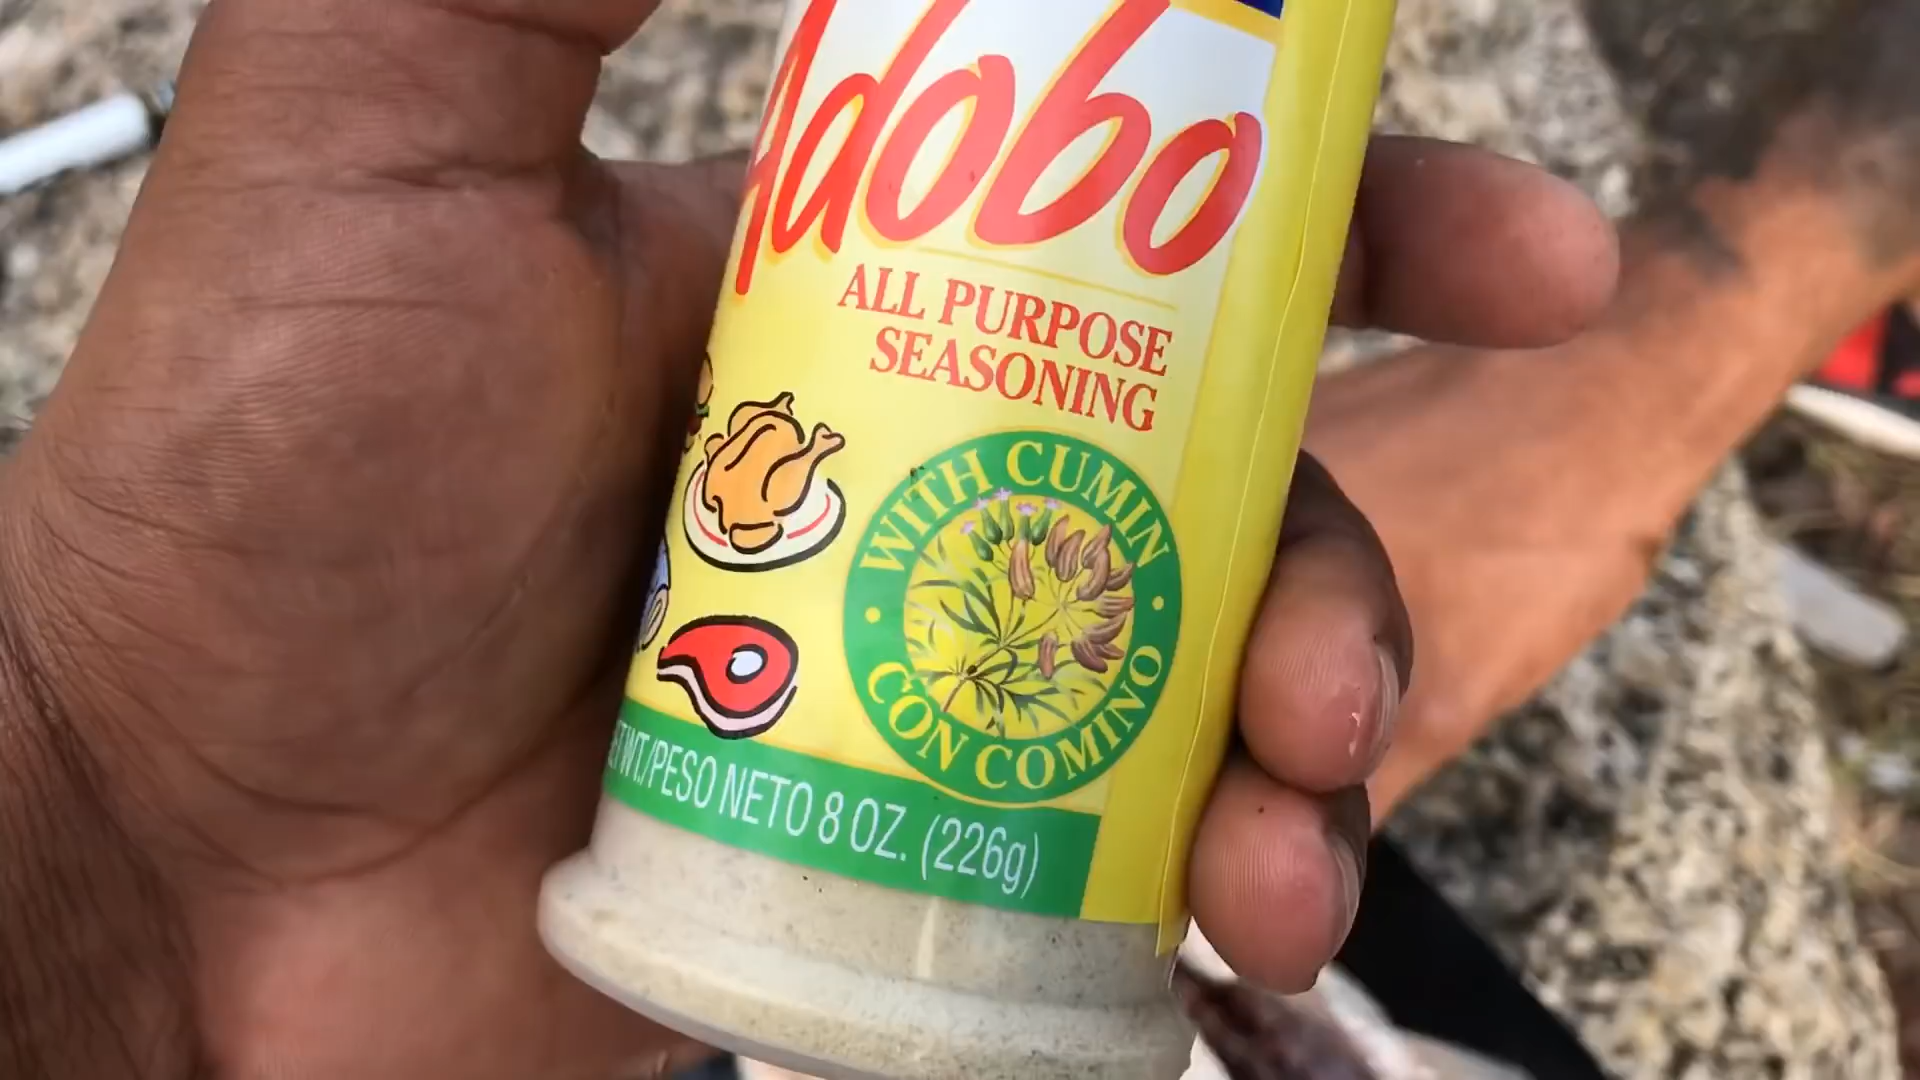 Adobo
ALL PURPOSE
SEASONING
WITH CUMIN
CON COMINO
WT./PESO NETO 8 OZ. (226g)